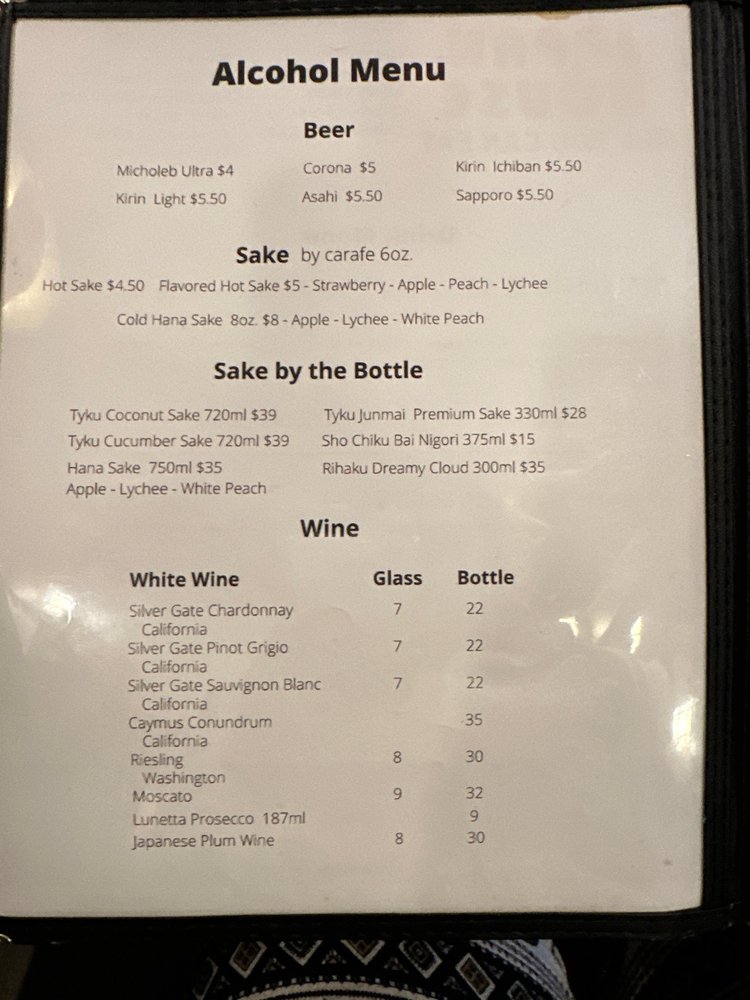 Alcohol Menu
Beer
Micholeb Ultra $4 Corona $5 Kirin Ichiban $5.50
Kirin Light $5.50 Asahi $5.50 Sapporo $5.50
Sake by carafe 6oz.
Hot Sake $4.50 Flavored Hot Sake $5 - Strawberry - Apple - Peach - Lychee
Cold Hana Sake 8oz. $8 - Apple - Lychee - White Peach
Sake by the Bottle
Tyku Coconut Sake 720ml $39 Tyku Junmai Premium Sake 330ml $28
Tyku Cucumber Sake 720ml $39 Sho Chiku Bai Nigori 375ml $15
Hana Sake 750ml $35 Rihaku Dreamy Cloud 300ml $35
Apple - Lychee - White Peach
Wine
White Wine Glass Bottle
Silver Gate Chardonnay 7 22
California
Silver Gate Pinot Grigio 7 22
California
Silver Gate Sauvignon Blanc 7 22
California
Caymus Conundrum 35
California
Riesling 8 30
Washington
Moscato 9 32
Lunetta Prosecco 187ml 9
Japanese Plum Wine 8 30